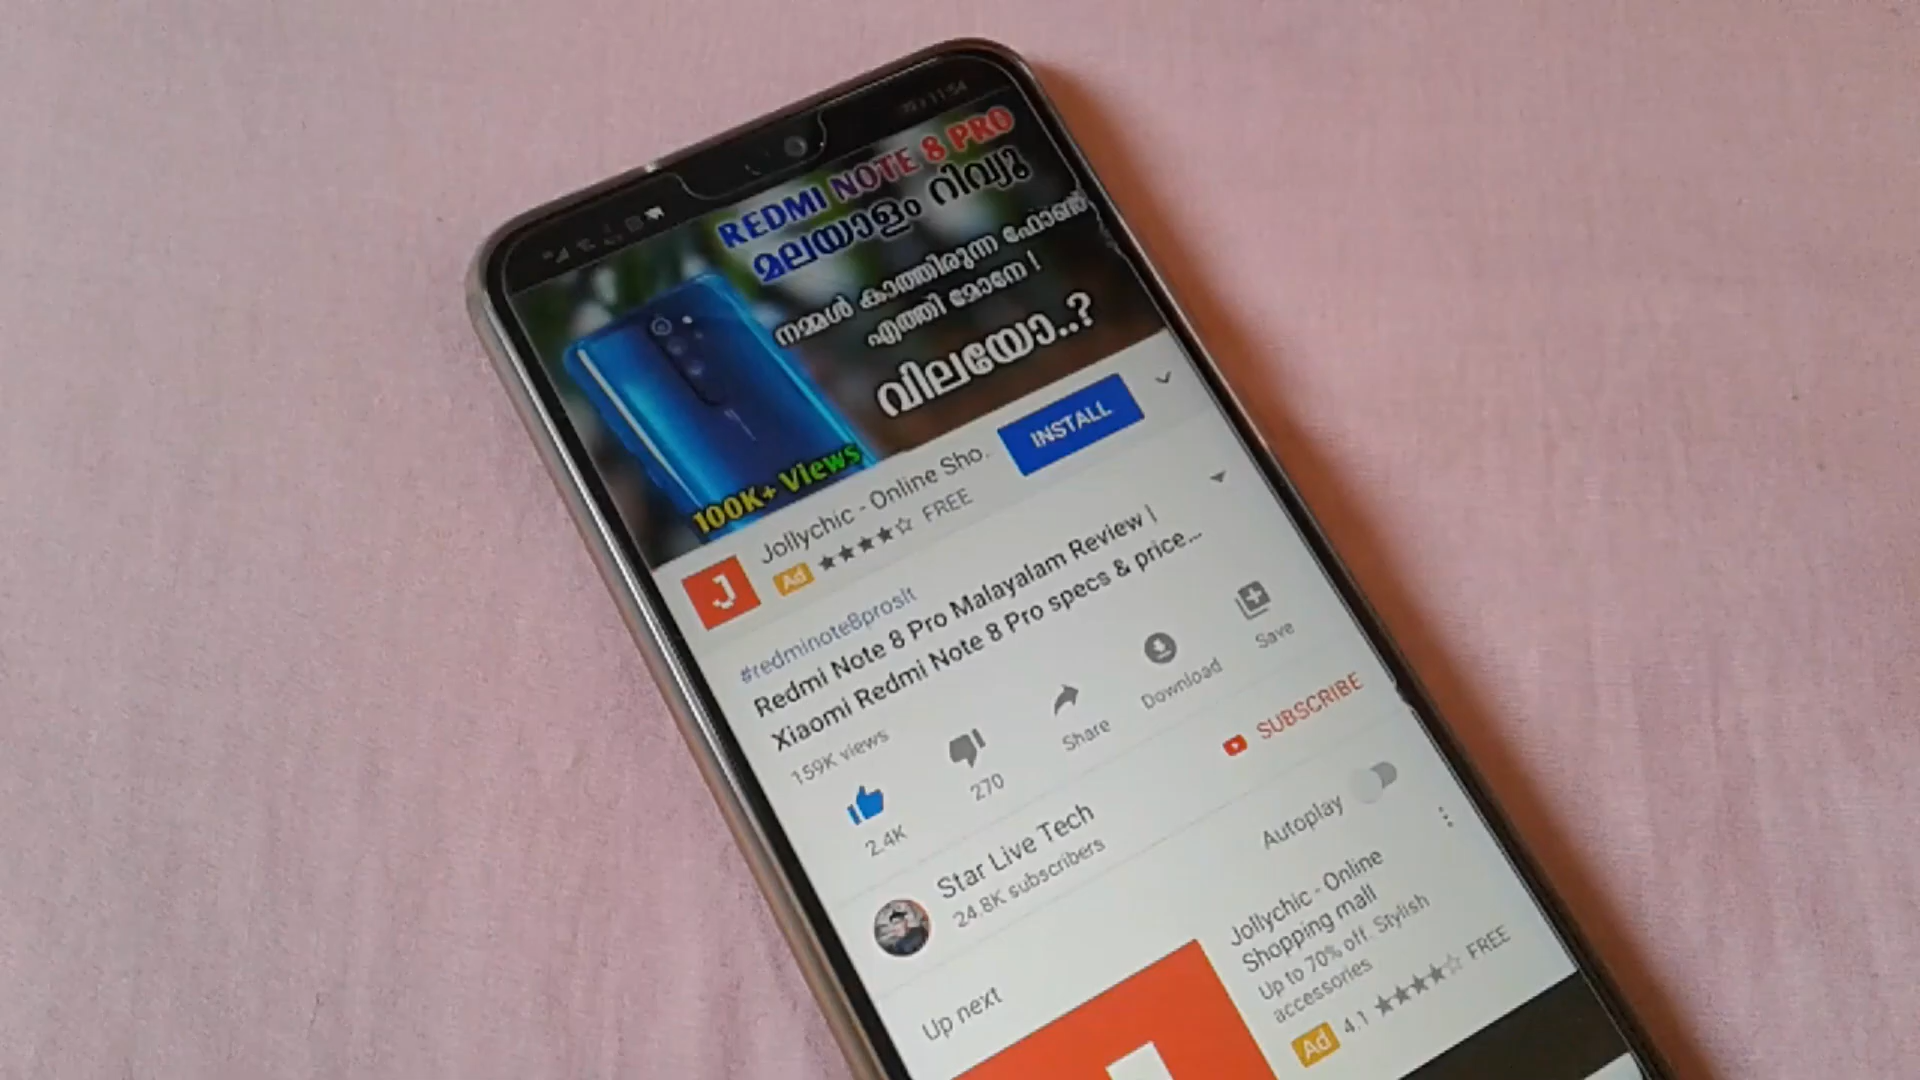 11:54
REDMI NOTE 8 PRO
മലയാളം റിവ്യു
നമ്മൾ കാത്തിരുന്ന ഫോൺ
എത്തി മോനേ !
വിലയോ..?
100K+ Views
Jollychic - Online Sho.
Ad ★★★★☆ FREE
INSTALL
J
#redminote8proslt
Redmi Note 8 Pro Malayalam Review |
Xiaomi Redmi Note 8 Pro specs & price...
159K views
2.4K
270
Share
Download
Save
Star Live Tech
24.8K subscribers
SUBSCRIBE
Up next
Autoplay
Jollychic - Online
Shopping mall
Up to 70% off. Stylish
accessories
Ad 4.1 ★★★★☆ FREE